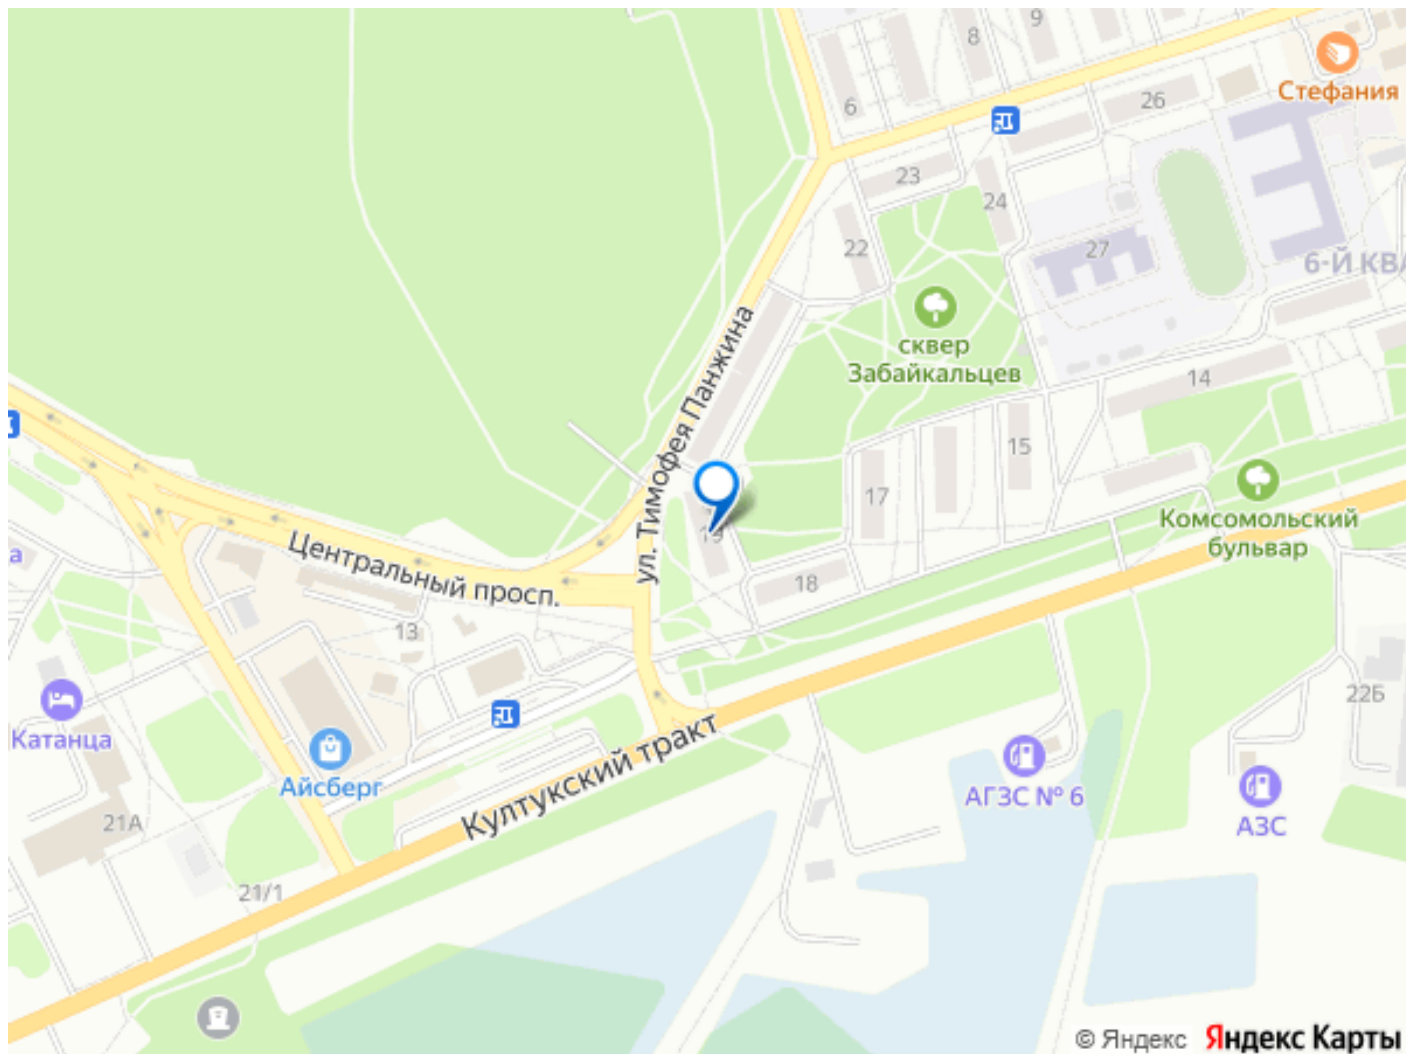 9
8
Стефания
6
26
23
24
22
27
6-Й КВА
ул. Тимофея Панжина
сквер
Забайкальцев
14
15
17
Комсомольский
бульвар
19
18
а
Центральный просп.
13
22Б
Катанца
Айсберг
Култукский тракт
АГЗС № 6
АЗС
21А
21/1
© Яндекс Яндекс Карты